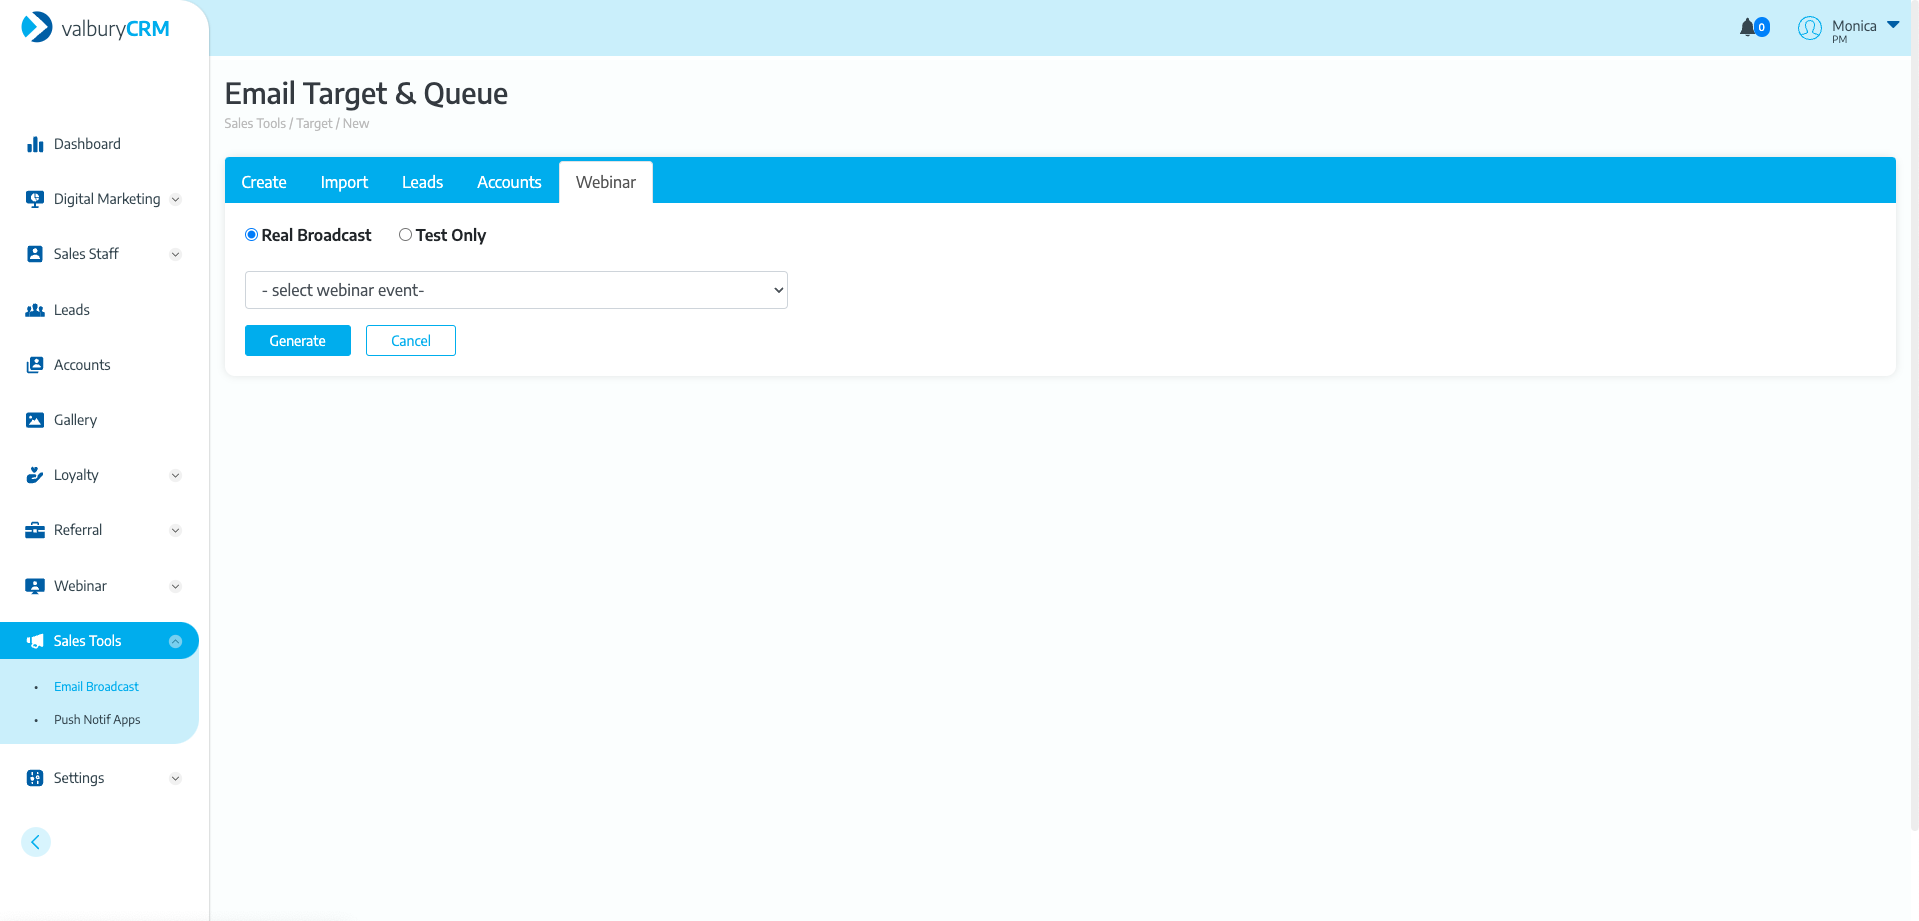 valburyCRM
0
Monica
PM
Dashboard
Digital Marketing
Sales Staff
Leads
Accounts
Gallery
Loyalty
Referral
Webinar
Sales Tools
Email Broadcast
Push Notif Apps
Settings
Email Target & Queue
Sales Tools / Target / New
Create Import Leads Accounts Webinar
Real Broadcast Test Only
- select webinar event-
Generate Cancel